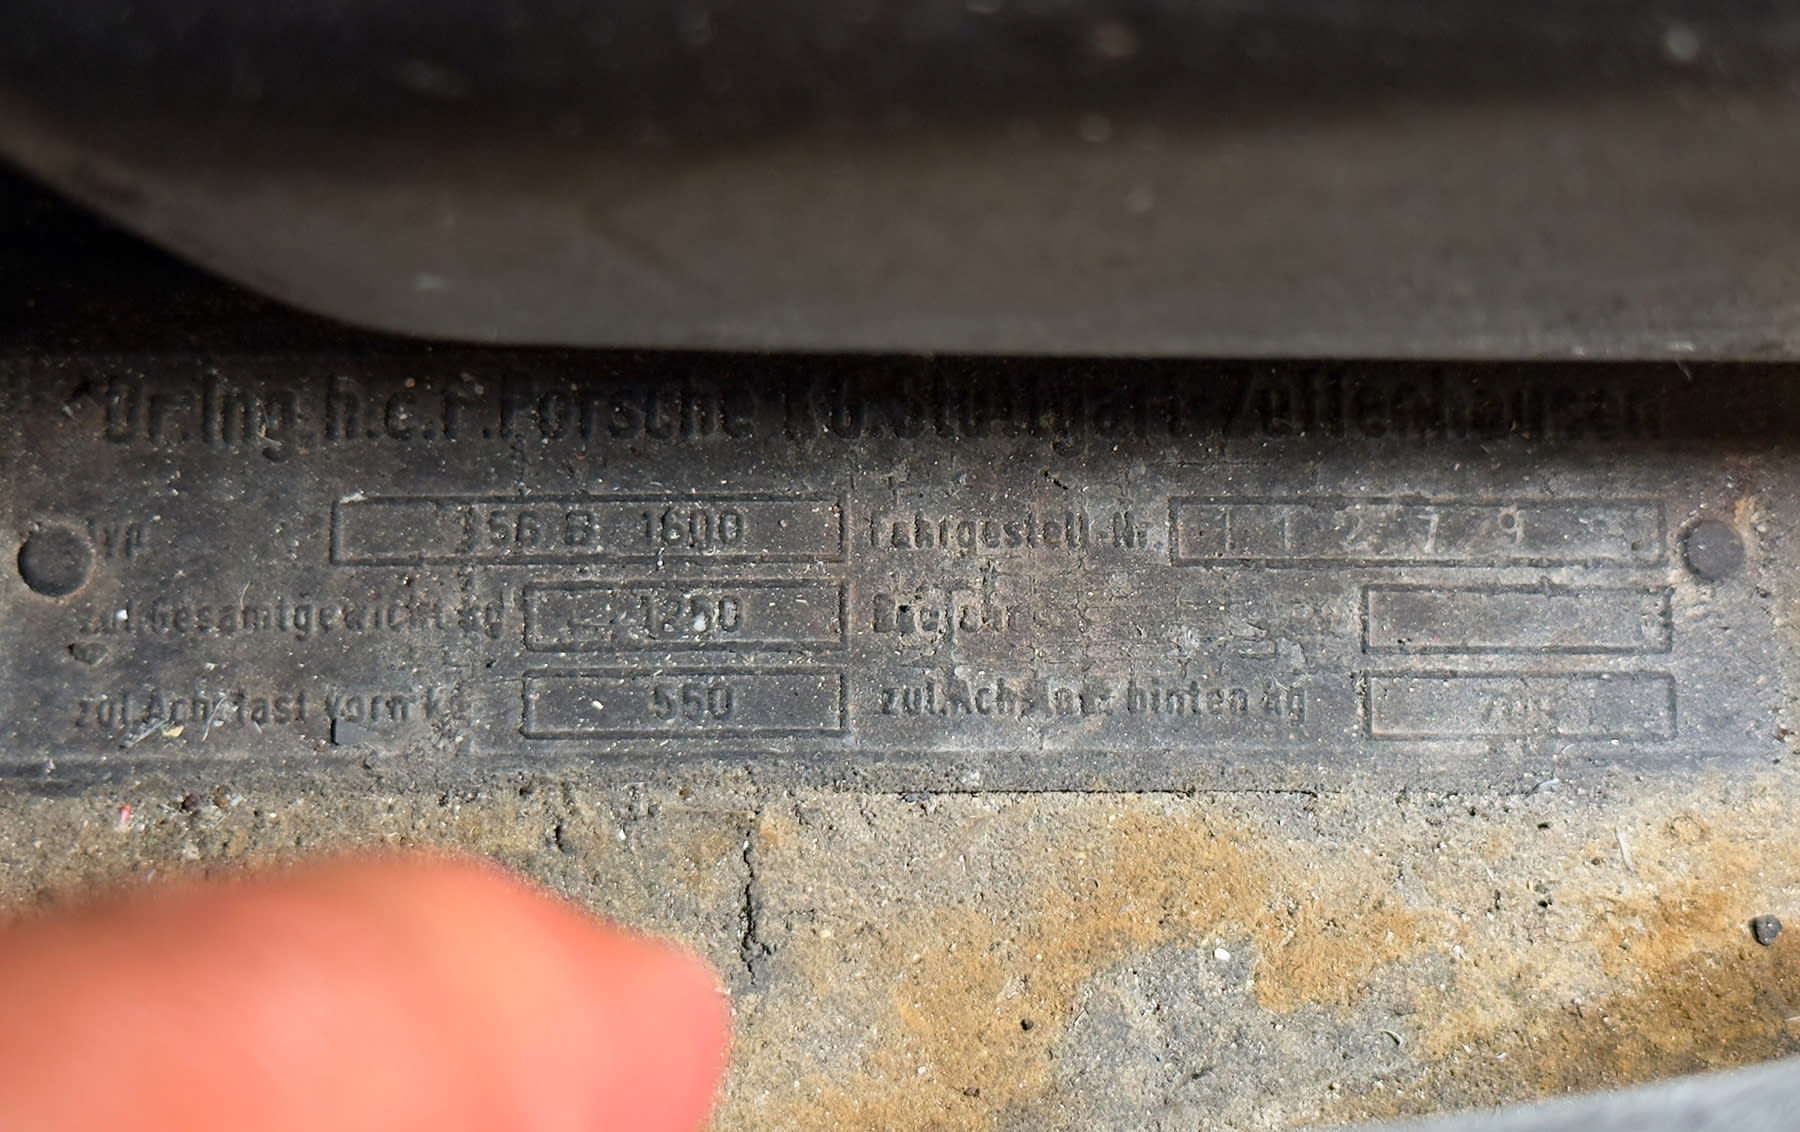 Dr.Ing.h.c.F.Porsche KG.Stuttgart-Zuffenhausen
Typ 356 B 1600 Fahrgestell-Nr.
zul.Gesamtgewicht kg 1250 Baujahr
zul.Achslast vorn kg 550 zul.Achslast hinten kg